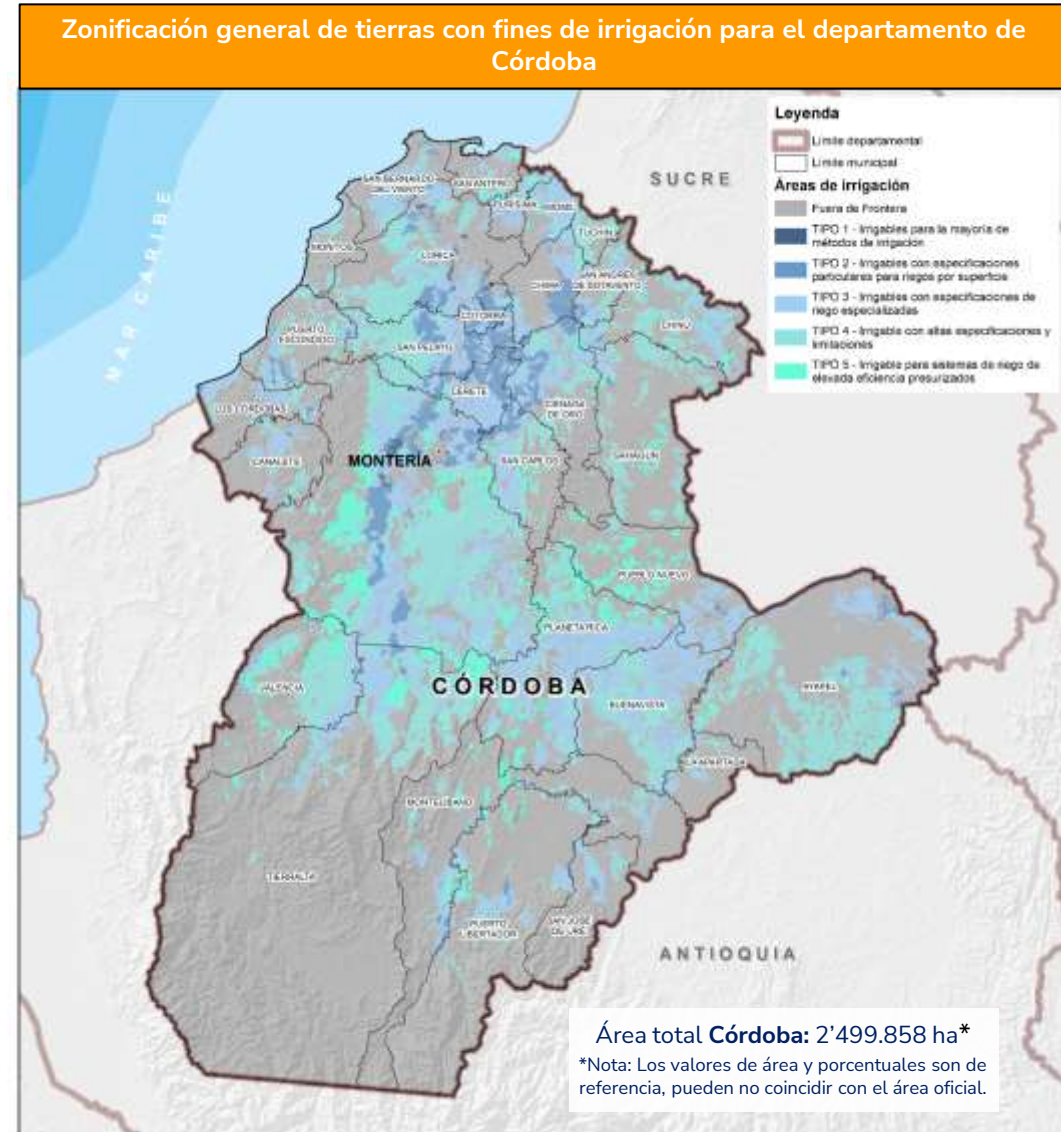 Zonificación general de tierras con fines de irrigación para el departamento de
Córdoba
Leyenda
Límite departamental
Límite municipal
Áreas de irrigación
Fuera de Frontera
TIPO 1 - Irrigables para la mayoría de
métodos de irrigación
TIPO 2 - Irrigables con especificaciones
particulares para riegos por superficie
TIPO 3 - Irrigables con especificaciones de
riego especializadas
TIPO 4 - Irrigable con altas especificaciones y
limitaciones
TIPO 5 - Irrigable para sistemas de riego de
elevada eficiencia presurizados
SUCRE
MAR CARIBE
SAN BERNARDO
DEL VIENTO
SAN ANTERO
PURÍSIMA
MOMIL
TUCHÍN
MOÑITOS
LORICA
CHIMÁ
SAN ANDRÉS
DE SOTAVENTO
COTORRA
CHINÚ
PUERTO
ESCONDIDO
SAN PELAYO
CERETÉ
LOS CÓRDOBAS
CIÉNAGA
DE ORO
CANALETE
MONTERÍA
SAN CARLOS
SAHAGÚN
PUEBLO NUEVO
PLANETA RICA
VALENCIA
CÓRDOBA
BUENAVISTA
AYAPEL
LA APARTADA
MONTELÍBANO
TIERRALTA
PUERTO
LIBERTADOR
SAN JOSÉ
DE URÉ
ANTIOQUIA
Área total Córdoba: 2’499.858 ha*
*Nota: Los valores de área y porcentuales son de
referencia, pueden no coincidir con el área oficial.